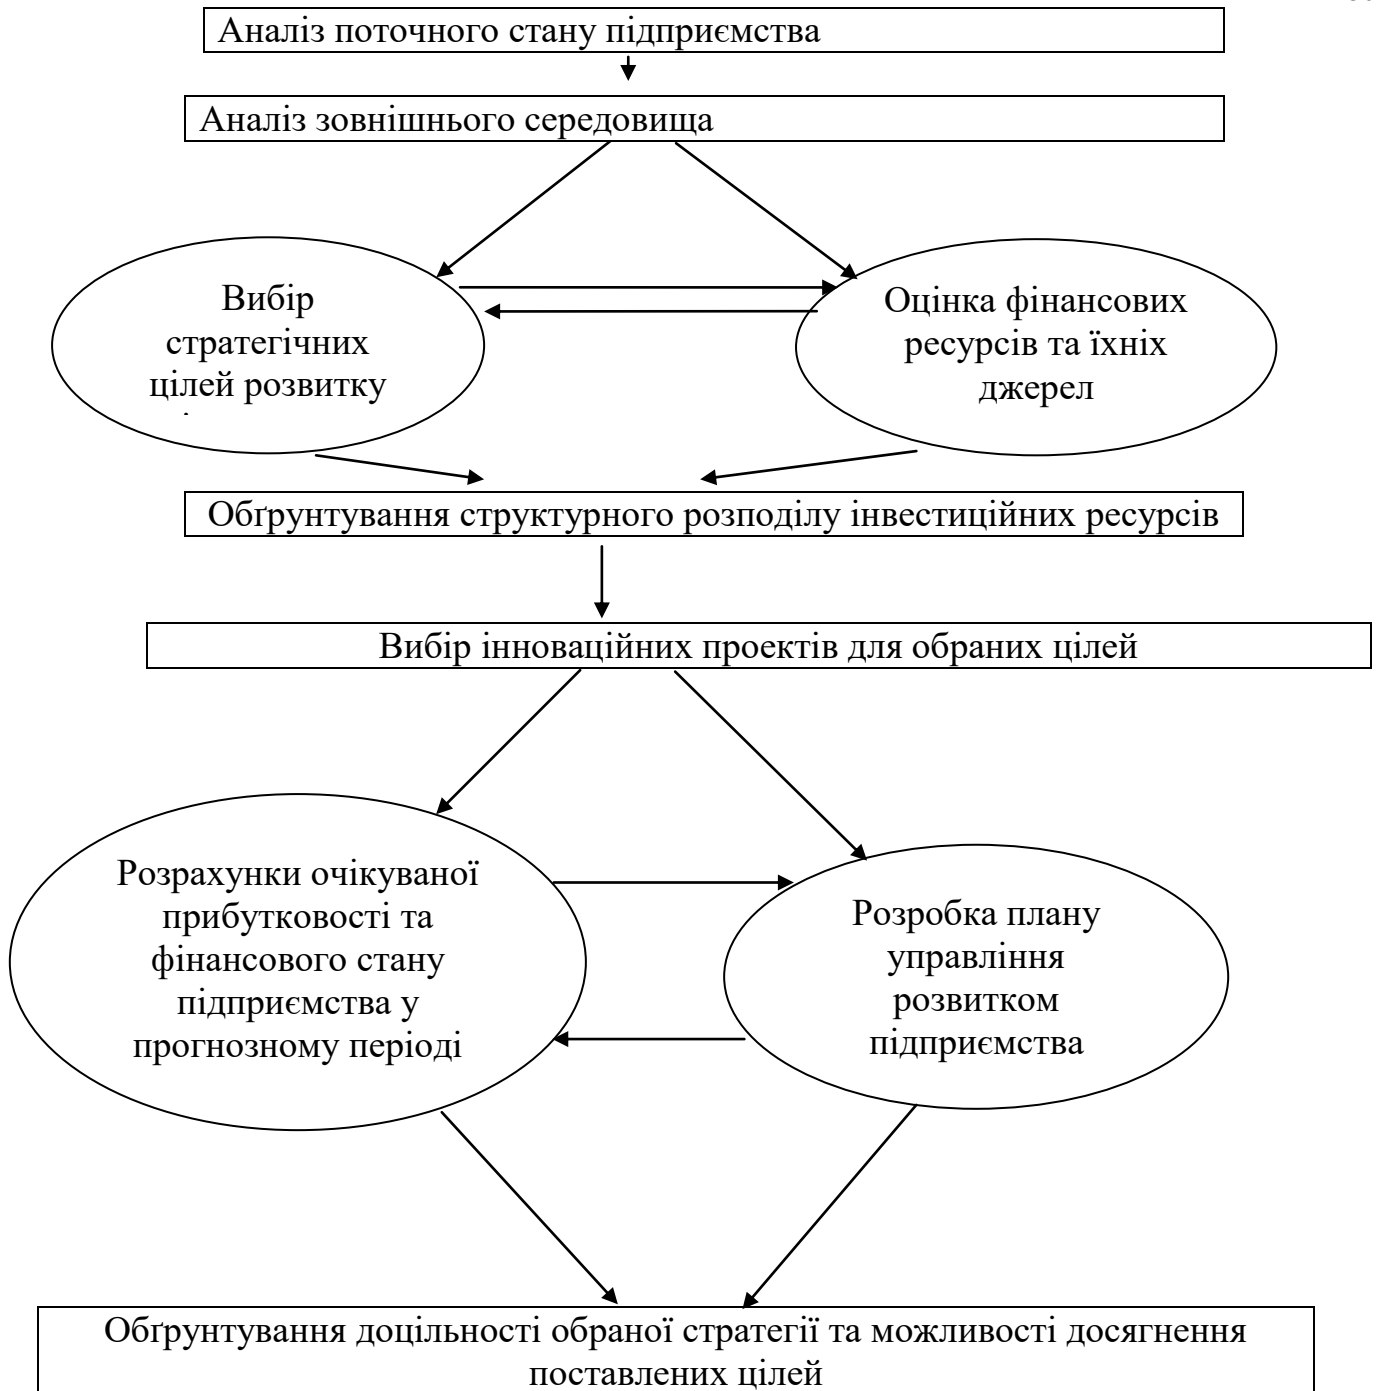 Аналіз поточного стану підприємства
Аналіз зовнішнього середовища
Вибір
стратегічних
цілей розвитку
Оцінка фінансових
ресурсів та їхніх
джерел
Обґрунтування структурного розподілу інвестиційних ресурсів
Вибір інноваційних проектів для обраних цілей
Розрахунки очікуваної
прибутковості та
фінансового стану
підприємства у
прогнозному періоді
Розробка плану
управління
розвитком
підприємства
Обґрунтування доцільності обраної стратегії та можливості досягнення
поставлених цілей